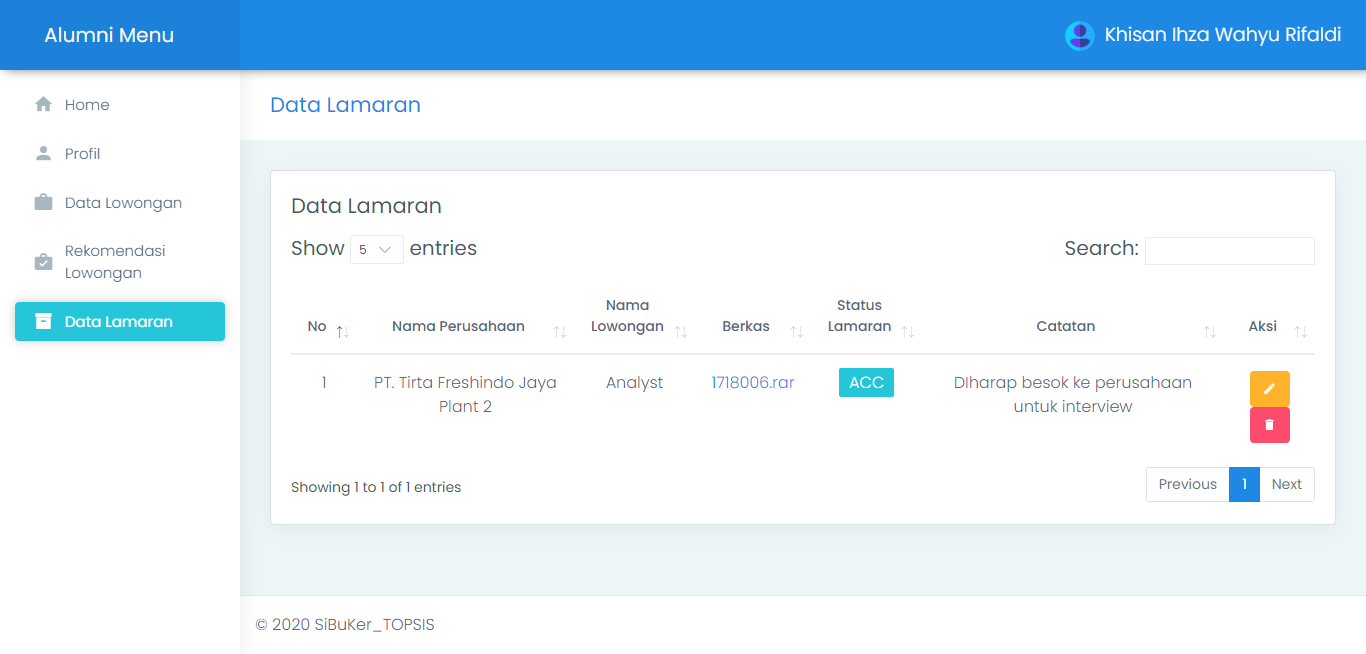 Alumni Menu
Khisan Ihza Wahyu Rifaldi
Home
Profil
Data Lowongan
Rekomendasi
Lowongan
Data Lamaran
Data Lamaran
Data Lamaran
Show 5 entries
Search:
No
Nama Perusahaan
Nama
Lowongan
Berkas
Status
Lamaran
Catatan
Aksi
1
PT. Tirta Freshindo Jaya
Plant 2
Analyst
1718006.rar
ACC
DIharap besok ke perusahaan
untuk interview
Showing 1 to 1 of 1 entries
Previous 1 Next
© 2020 SiBuKer_TOPSIS